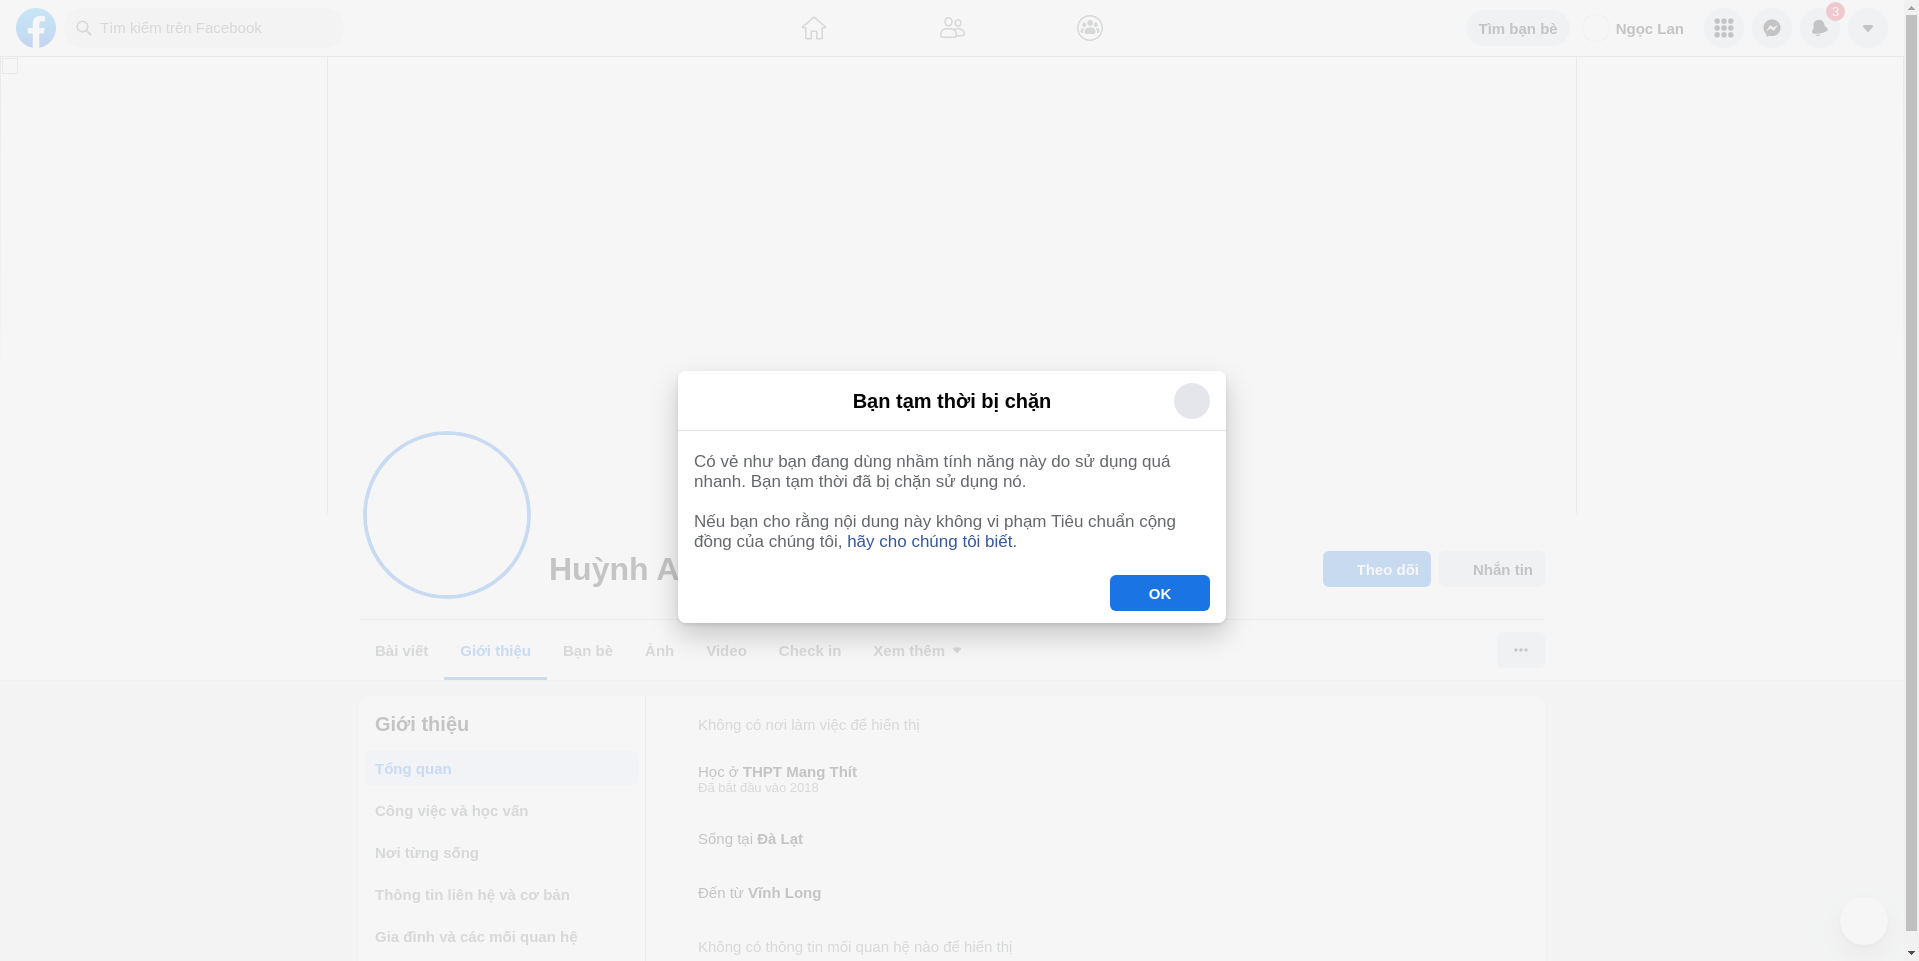 Tìm kiếm trên Facebook
Tìm bạn bè
Ngọc Lan
3
Bạn tạm thời bị chặn
Có vẻ như bạn đang dùng nhầm tính năng này do sử dụng quá
nhanh. Bạn tạm thời đã bị chặn sử dụng nó.
Nếu bạn cho rằng nội dung này không vi phạm Tiêu chuẩn cộng
đồng của chúng tôi, hãy cho chúng tôi biết.
OK
Huỳnh A
Theo dõi
Nhắn tin
Bài viết
Giới thiệu
Bạn bè
Ảnh
Video
Check in
Xem thêm
Giới thiệu
Tổng quan
Công việc và học vấn
Nơi từng sống
Thông tin liên hệ và cơ bản
Gia đình và các mối quan hệ
Không có nơi làm việc để hiển thị
Học ở THPT Mang Thít
Đã bắt đầu vào 2018
Sống tại Đà Lạt
Đến từ Vĩnh Long
Không có thông tin mối quan hệ nào để hiển thị